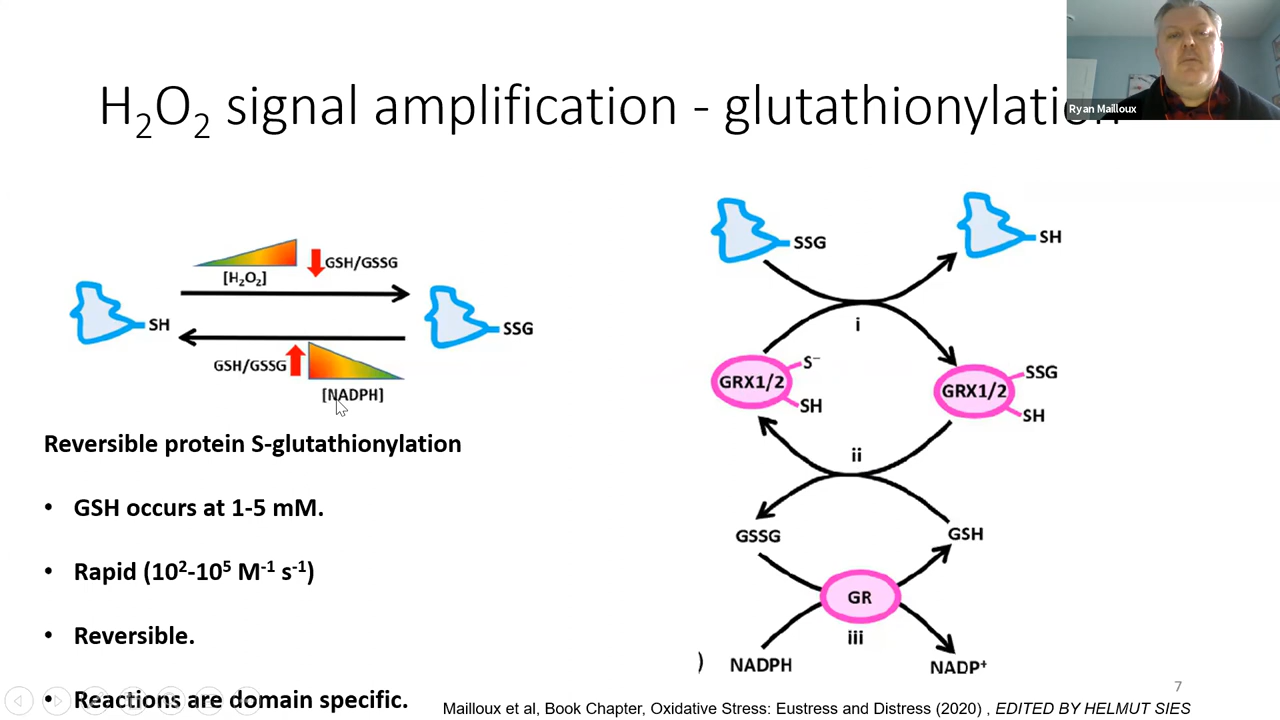 H₂O₂ signal amplification - glutathionylation
Ryan Mailloux
[H₂O₂]
GSH/GSSG
SH
SSG
GSH/GSSG
[NADPH]
Reversible protein S-glutathionylation
• GSH occurs at 1-5 mM.
• Rapid (10²-10⁵ M⁻¹ s⁻¹)
• Reversible.
• Reactions are domain specific.
SSG
SH
i
GRX1/2
S⁻
SH
GRX1/2
SSG
SH
ii
GSSG
GSH
GR
iii
) NADPH
NADP⁺
7
Mailloux et al, Book Chapter, Oxidative Stress: Eustress and Distress (2020) , EDITED BY HELMUT SIES